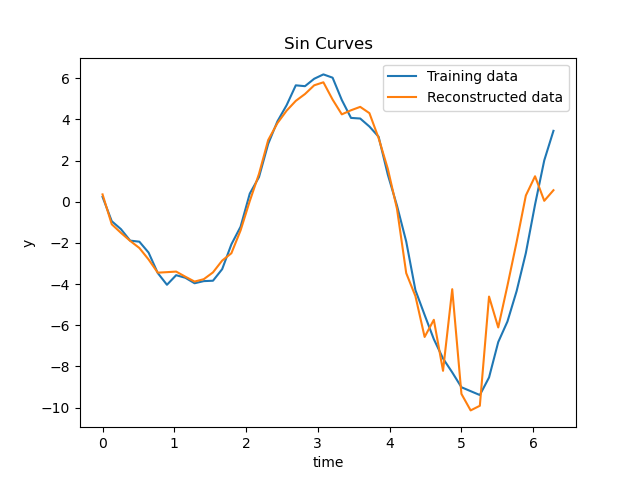 Sin Curves
Training data
Reconstructed data
6
4
2
0
−2
−4
−6
−8
−10
y
0 1 2 3 4 5 6
time